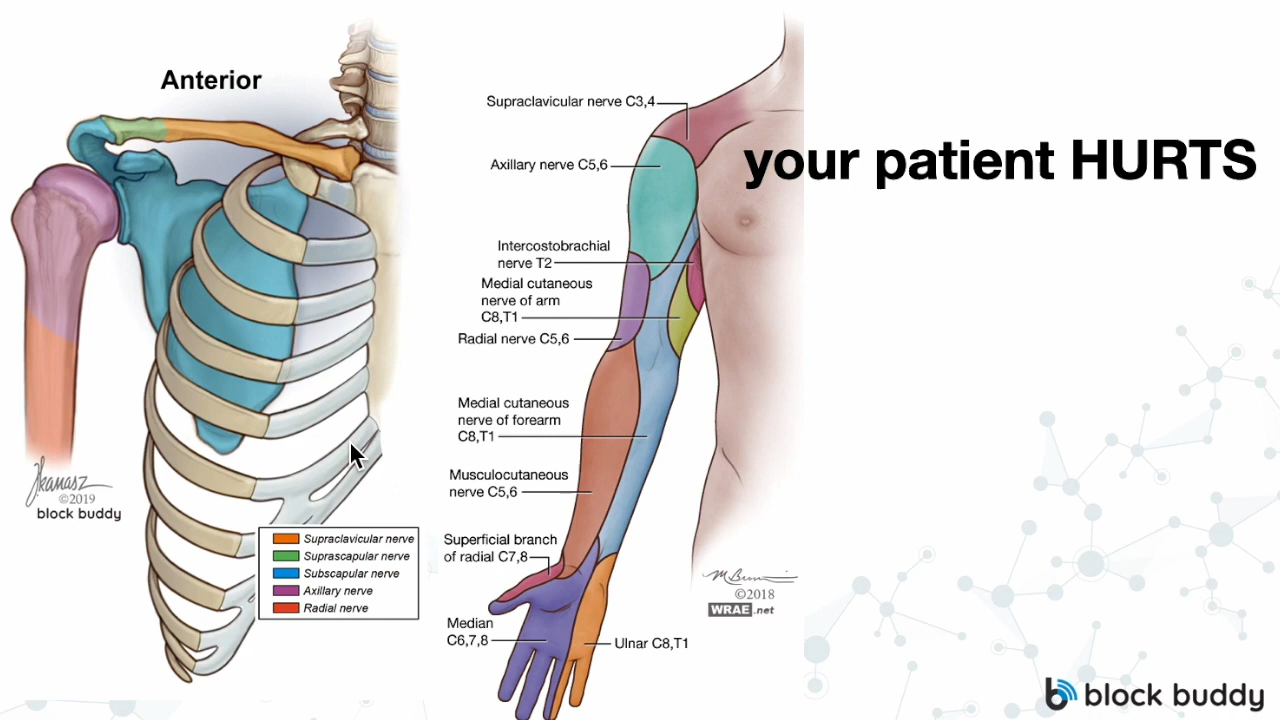 Anterior
©2019
block buddy
Supraclavicular nerve
Suprascapular nerve
Subscapular nerve
Axillary nerve
Radial nerve
Supraclavicular nerve C3,4
Axillary nerve C5,6
Intercostobrachial
nerve T2
Medial cutaneous
nerve of arm
C8,T1
Radial nerve C5,6
Medial cutaneous
nerve of forearm
C8,T1
Musculocutaneous
nerve C5,6
Superficial branch
of radial C7,8
Median
C6,7,8
Ulnar C8,T1
©2018
WRAE.net
your patient HURTS
block buddy